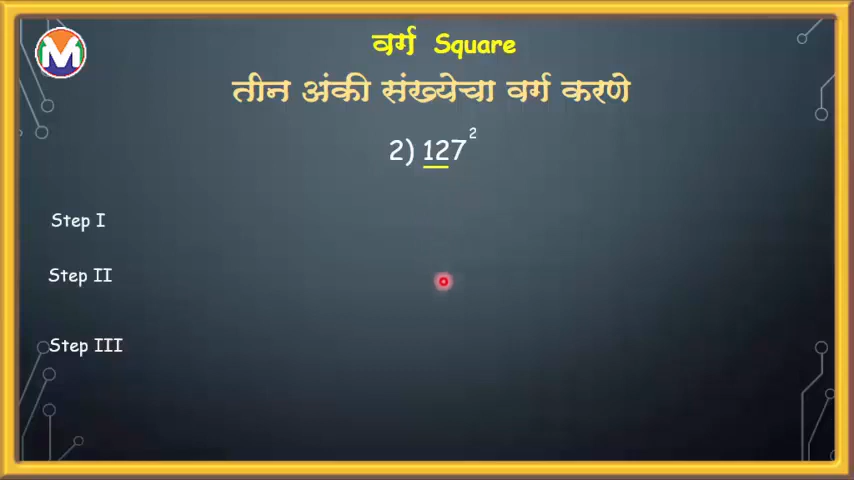 M
वर्ग Square
तीन अंकी संख्येचा वर्ग करणे
2) 127²
Step I
Step II
Step III